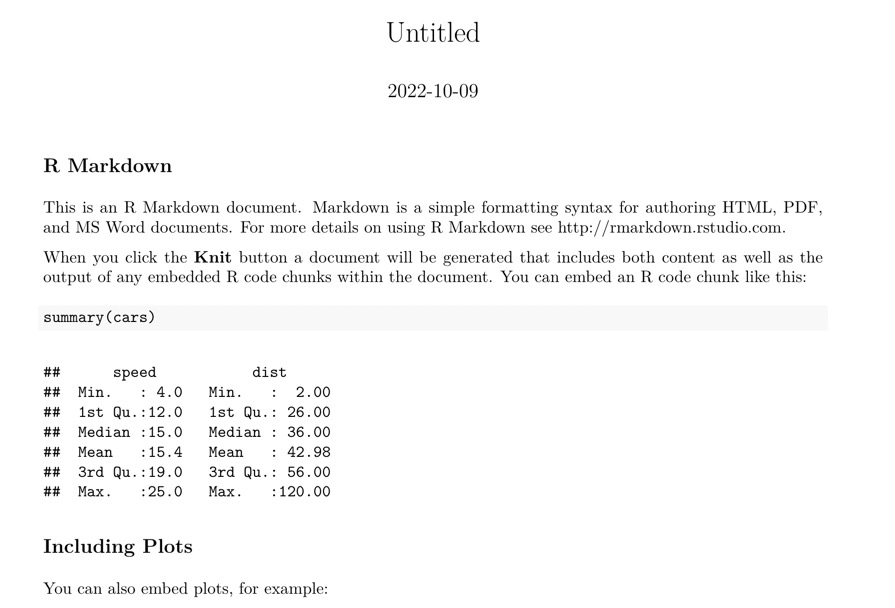 Untitled
2022-10-09
R Markdown
This is an R Markdown document. Markdown is a simple formatting syntax for authoring HTML, PDF,
and MS Word documents. For more details on using R Markdown see http://rmarkdown.rstudio.com.
When you click the Knit button a document will be generated that includes both content as well as the
output of any embedded R code chunks within the document. You can embed an R code chunk like this:
summary(cars)
##      speed           dist
##  Min.   : 4.0   Min.   :  2.00
##  1st Qu.:12.0   1st Qu.: 26.00
##  Median :15.0   Median : 36.00
##  Mean   :15.4   Mean   : 42.98
##  3rd Qu.:19.0   3rd Qu.: 56.00
##  Max.   :25.0   Max.   :120.00
Including Plots
You can also embed plots, for example: